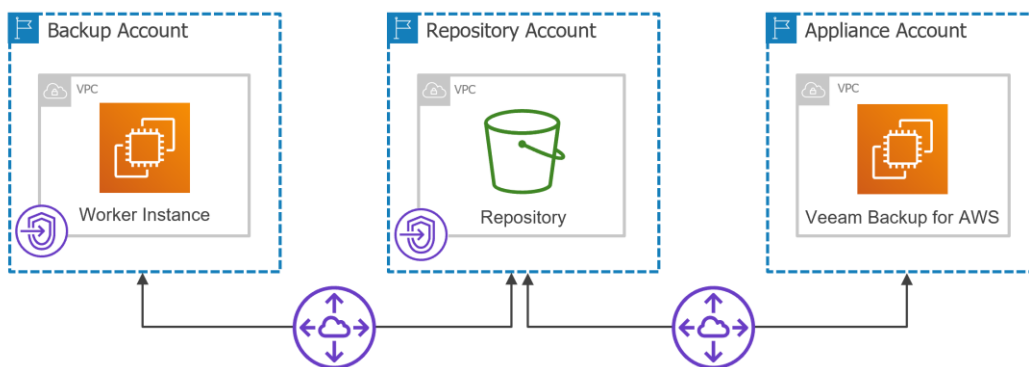 Backup Account
VPC
Worker Instance
Repository Account
VPC
Repository
Appliance Account
VPC
Veeam Backup for AWS